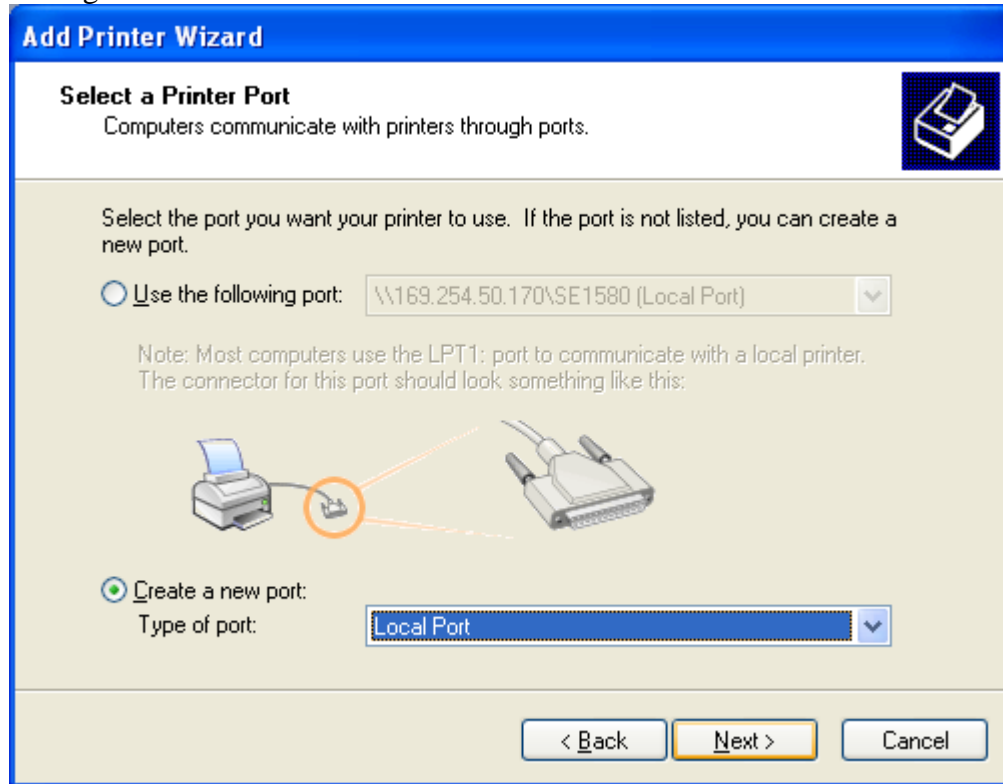 Add Printer Wizard
Select a Printer Port
Computers communicate with printers through ports.
Select the port you want your printer to use. If the port is not listed, you can create a
new port.
Use the following port: \\169.254.50.170\SE1580 (Local Port)
Note: Most computers use the LPT1: port to communicate with a local printer.
The connector for this port should look something like this:
Create a new port:
Type of port: Local Port
< Back Next > Cancel